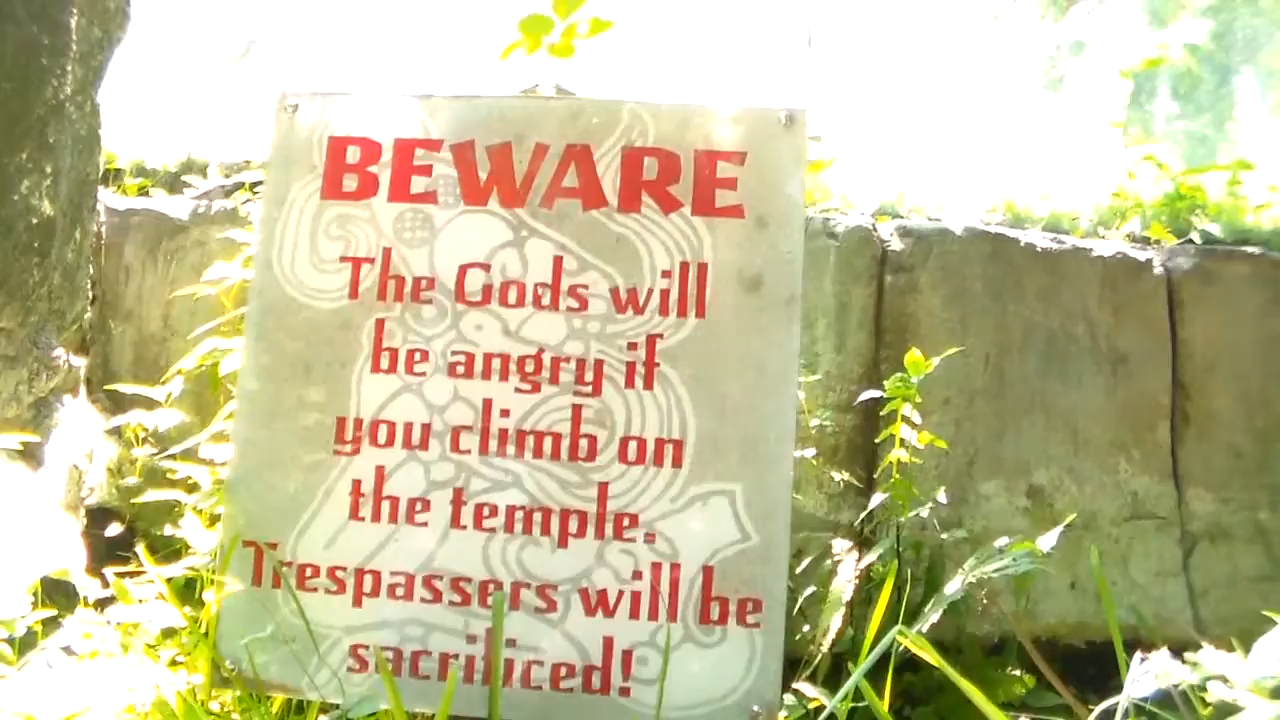 BEWARE
The Gods will
be angry if
you climb on
the temple.
Trespassers will be
sacrificed!